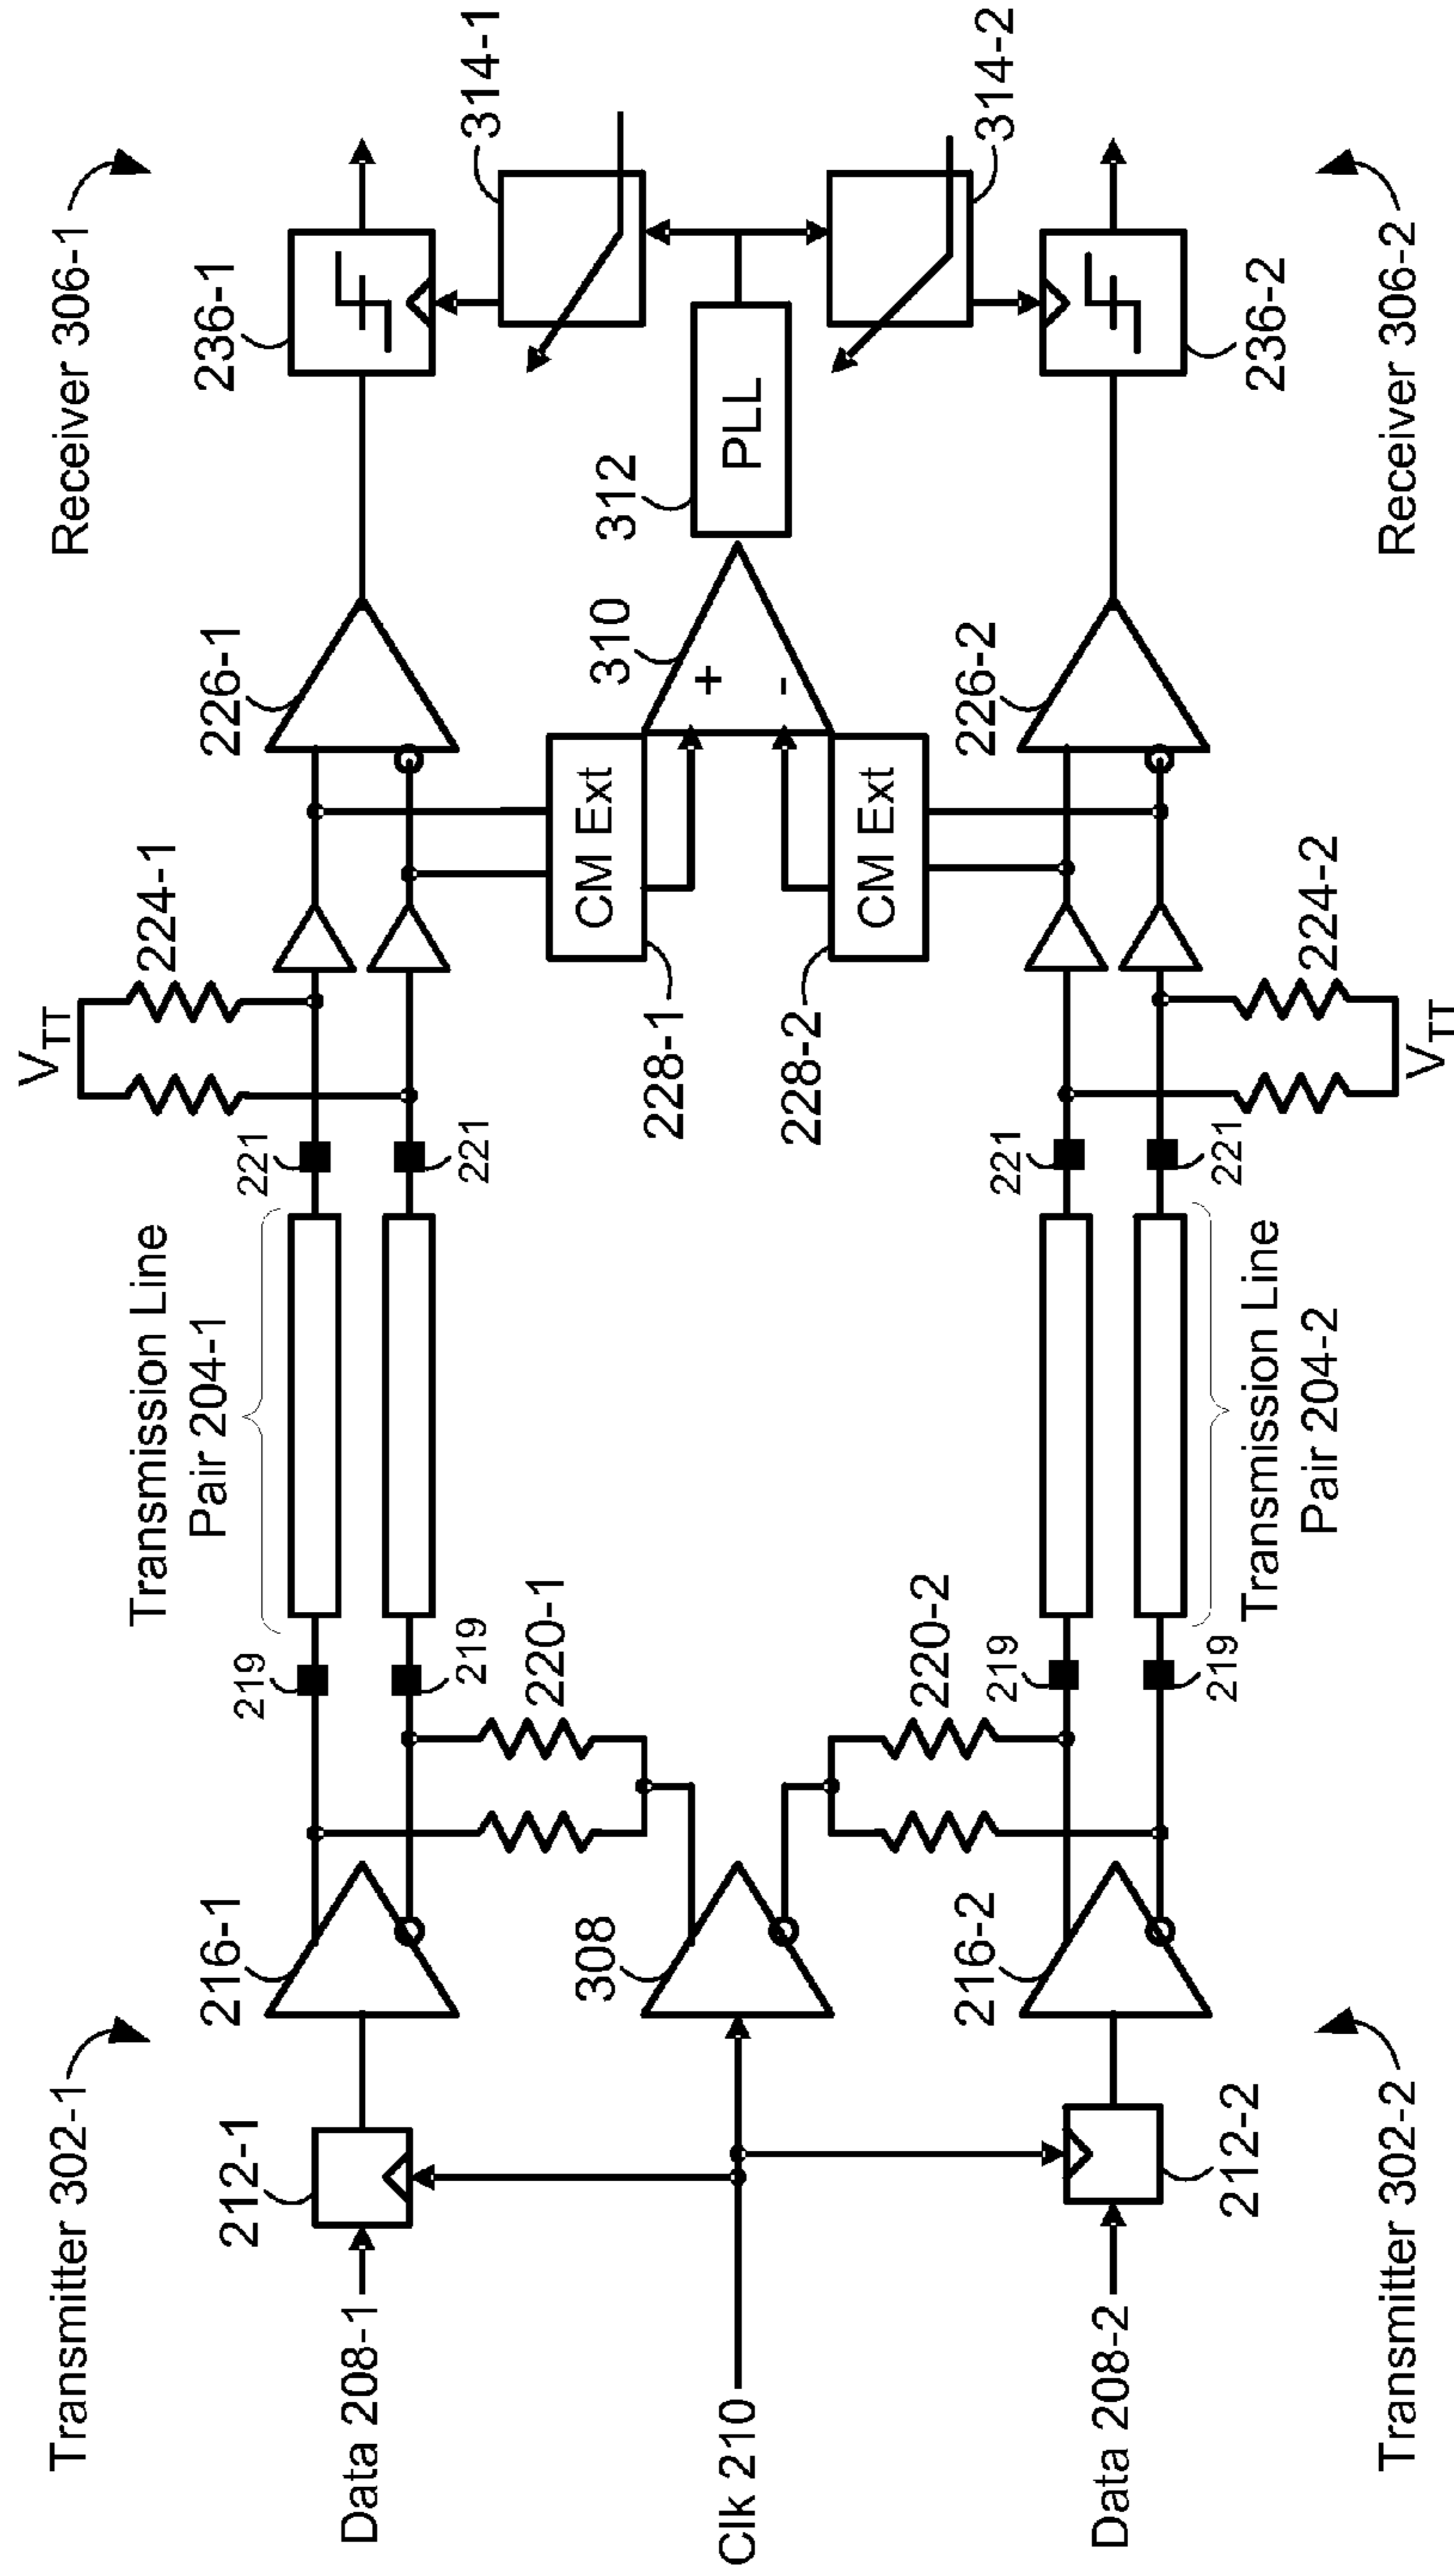 Transmitter 302-1
Receiver 306-1
Transmission Line
Pair 204-1
V TT
224-1
212-1
216-1
219
221
226-1
236-1
219
221
314-1
Data 208-1
220-1
CM Ext
228-1
308
310
+
-
312
PLL
Clk 210
228-2
CM Ext
220-2
314-2
216-2
219
221
226-2
Data 208-2
212-2
219
221
236-2
Transmission Line
Pair 204-2
224-2
V TT
Transmitter 302-2
Receiver 306-2